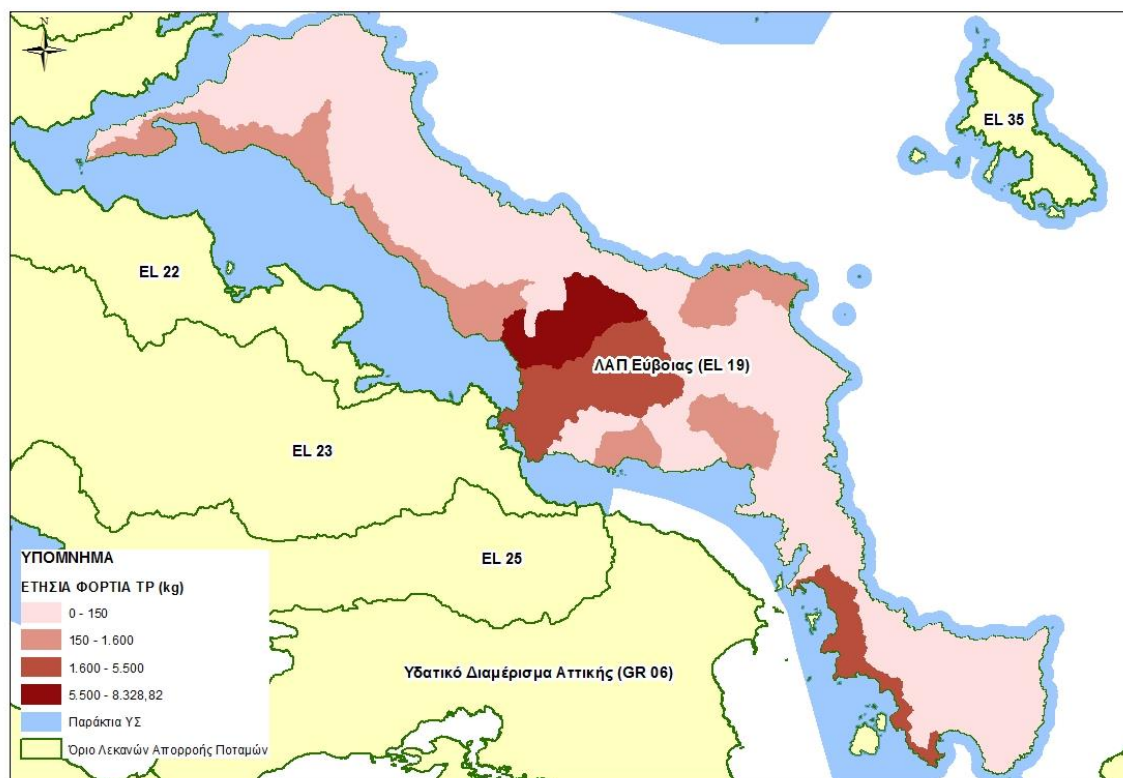 N
EL 35
EL 22
ΛΑΠ Εύβοιας (EL 19)
EL 23
EL 25
Υδατικό Διαμέρισμα Αττικής (GR 06)
ΥΠΟΜΝΗΜΑ
ΕΤΗΣΙΑ ΦΟΡΤΙΑ TP (kg)
0 - 150
150 - 1.600
1.600 - 5.500
5.500 - 8.328,82
Παράκτια ΥΣ
Όριο Λεκανών Απορροής Ποταμών